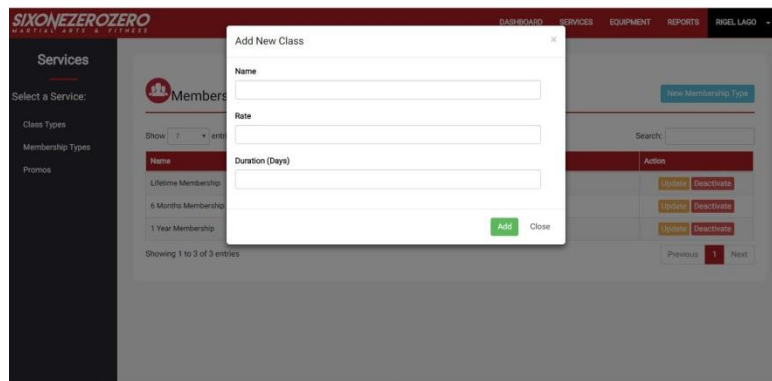 SIXONEZEROZERO
MARTIAL ARTS & FITNESS
DASHBOARD SERVICES EQUIPMENT REPORTS RIGEL LAGO
Services
Select a Service:
Class Types
Membership Types
Promos
Members
New Membership Type
Show 7 entri
Search:
Name Action
Lifetime Membership Update Deactivate
6 Months Membership Update Deactivate
1 Year Membership Update Deactivate
Showing 1 to 3 of 3 entries
Previous 1 Next
Add New Class ×
Name
Rate
Duration (Days)
Add Close